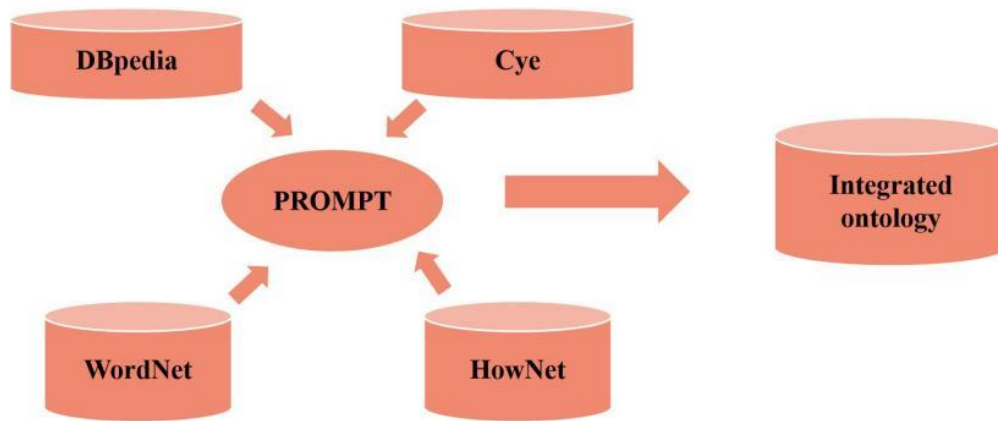 DBpedia
Cye
PROMPT
Integrated
ontology
WordNet
HowNet